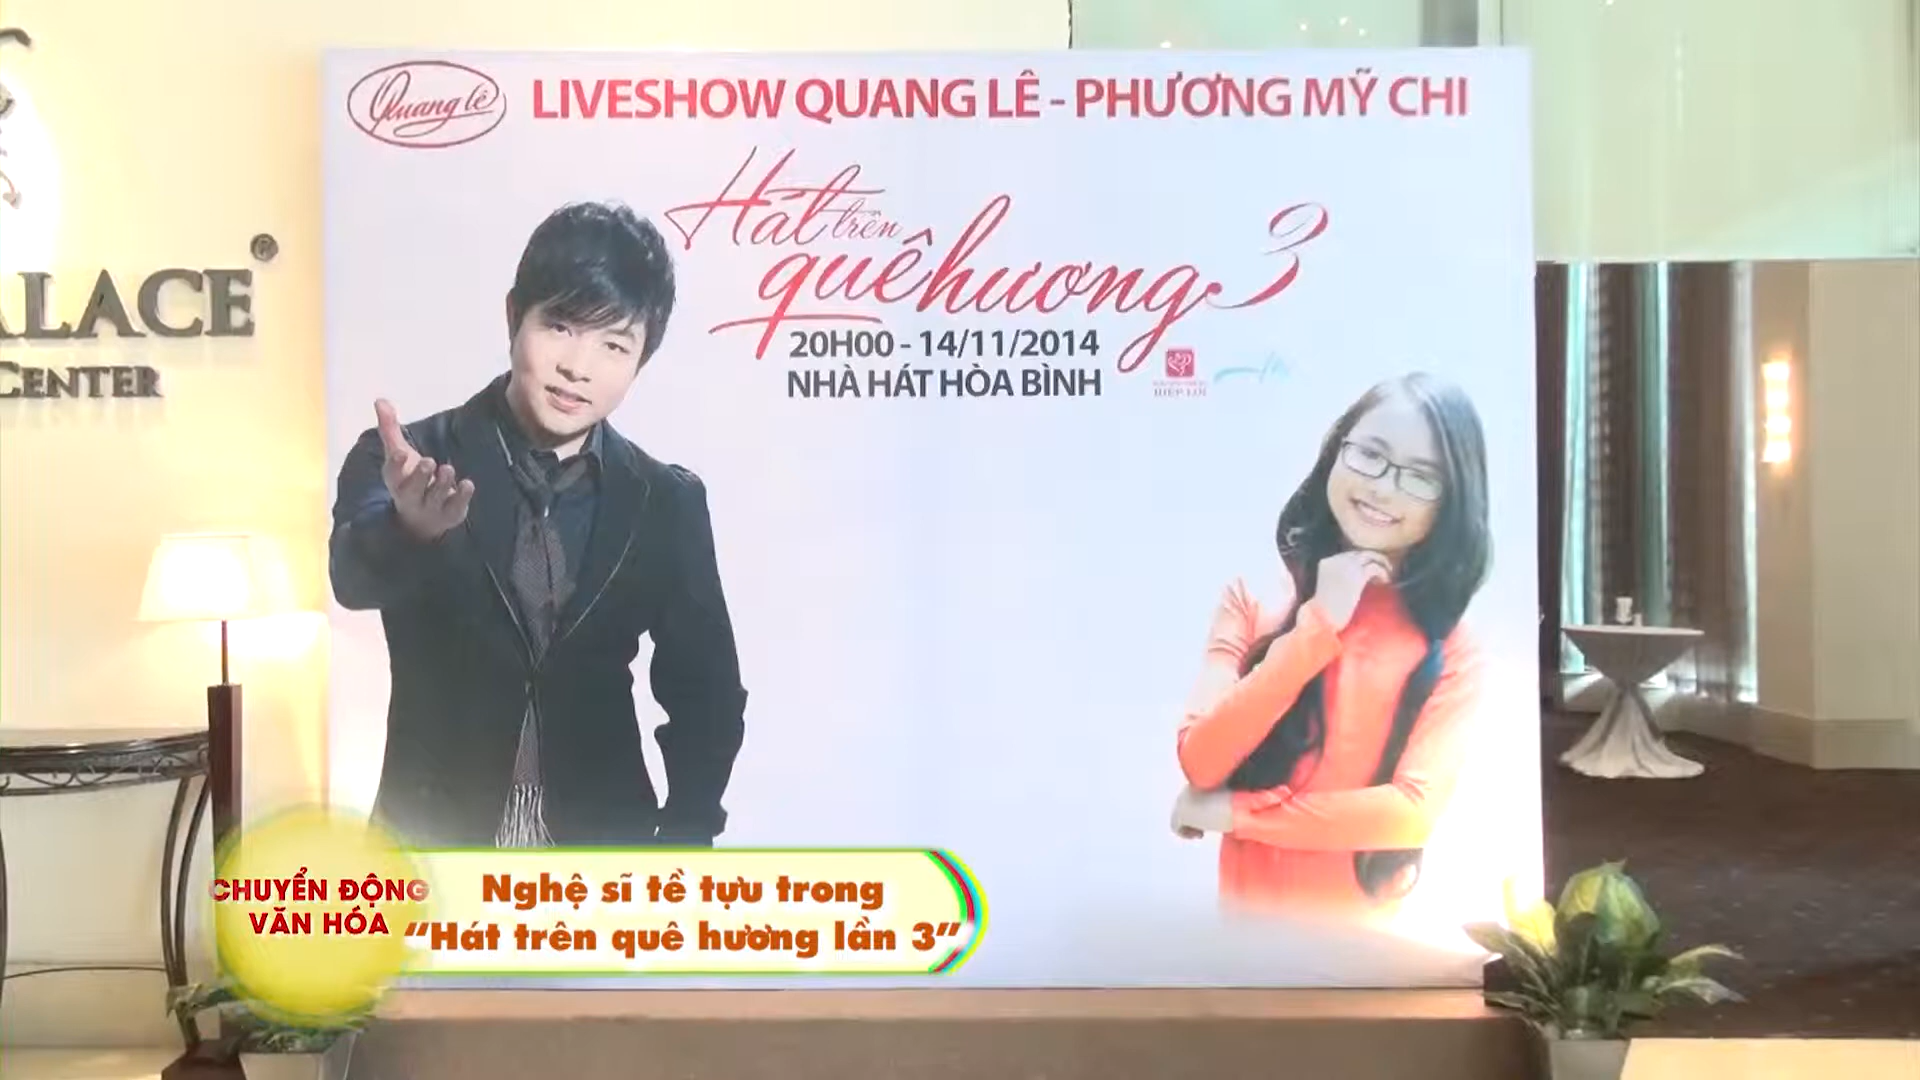 Quang lê
LIVESHOW QUANG LÊ - PHƯƠNG MỸ CHI
Hát trên
quê hương 3
20H00 - 14/11/2014
NHÀ HÁT HÒA BÌNH
ALACE®
CENTER
CHUYỂN ĐỘNG
VĂN HÓA
Nghệ sĩ tề tựu trong
“Hát trên quê hương lần 3”